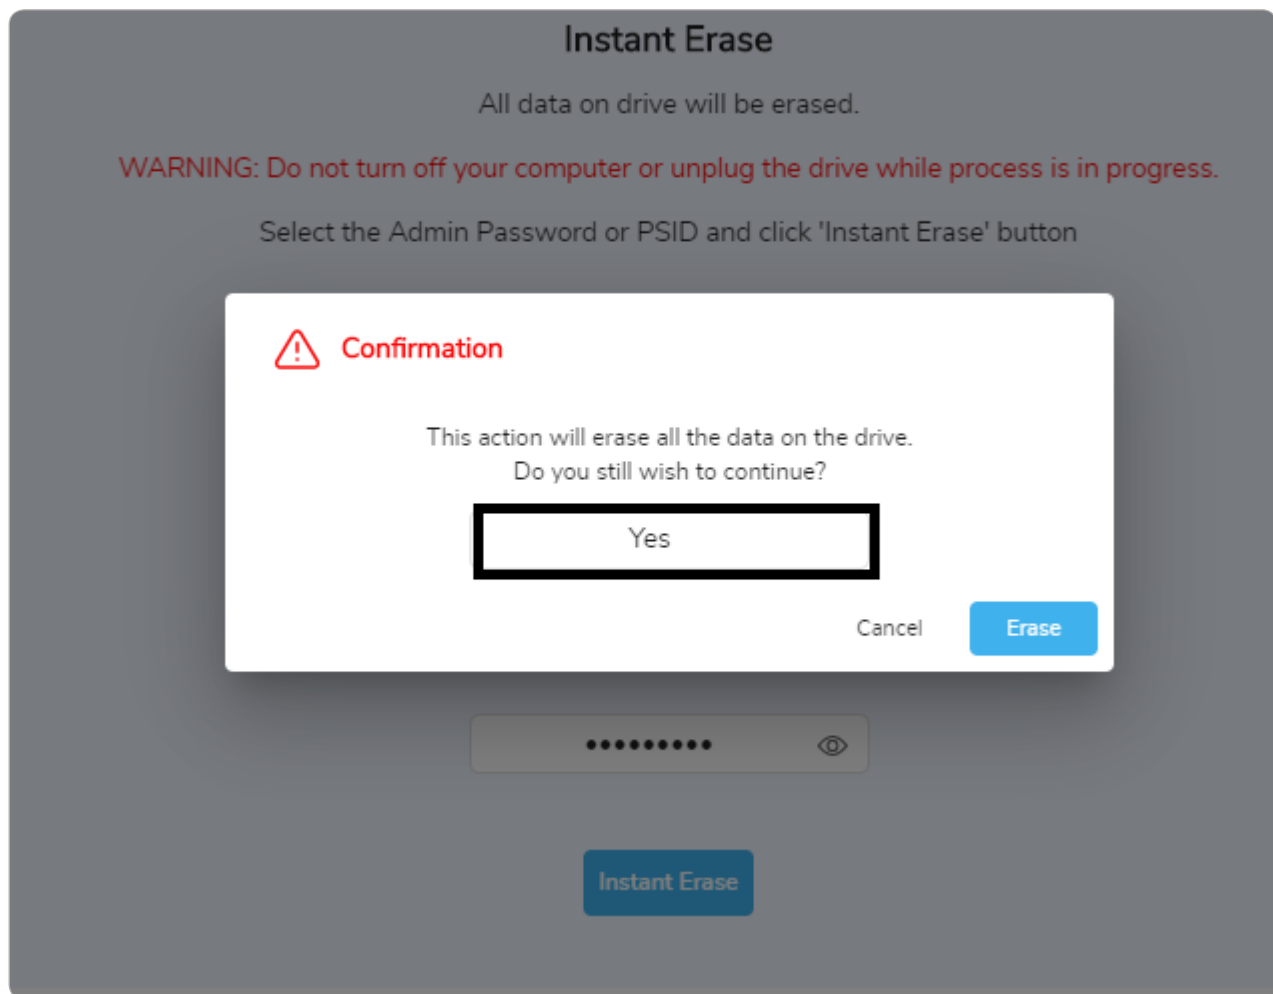 Instant Erase
All data on drive will be erased.
WARNING: Do not turn off your computer or unplug the drive while process is in progress.
Select the Admin Password or PSID and click 'Instant Erase' button
Confirmation
This action will erase all the data on the drive.
Do you still wish to continue?
Yes
Cancel
Erase
•••••••••
Instant Erase